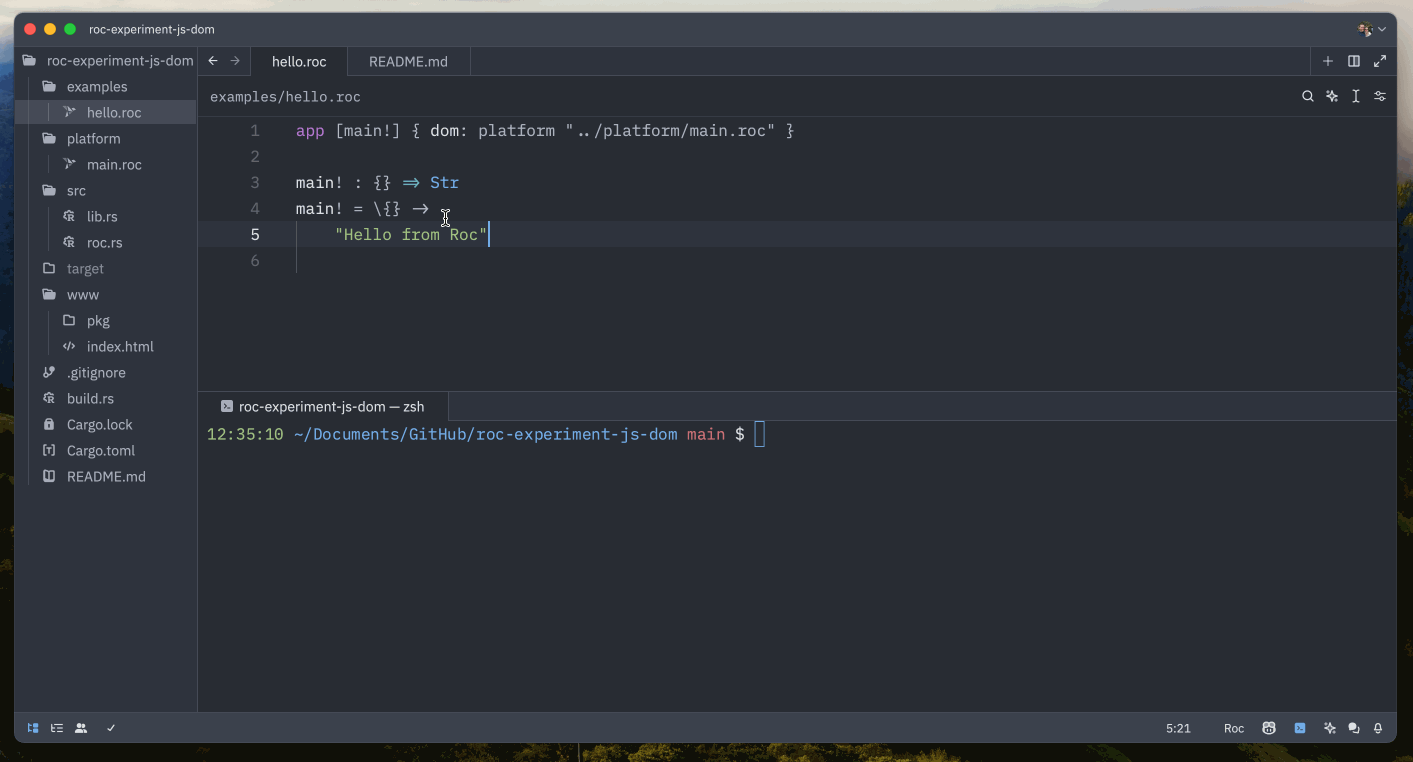 roc-experiment-js-dom
roc-experiment-js-dom
examples
hello.roc
platform
main.roc
src
lib.rs
roc.rs
target
www
pkg
index.html
.gitignore
build.rs
Cargo.lock
Cargo.toml
README.md
hello.roc README.md
examples/hello.roc
1 app [main!] { dom: platform "../platform/main.roc" }
2
3 main! : {} => Str
4 main! = \{} ->
5 "Hello from Roc"
6
roc-experiment-js-dom — zsh
12:35:10 ~/Documents/GitHub/roc-experiment-js-dom main $
5:21 Roc